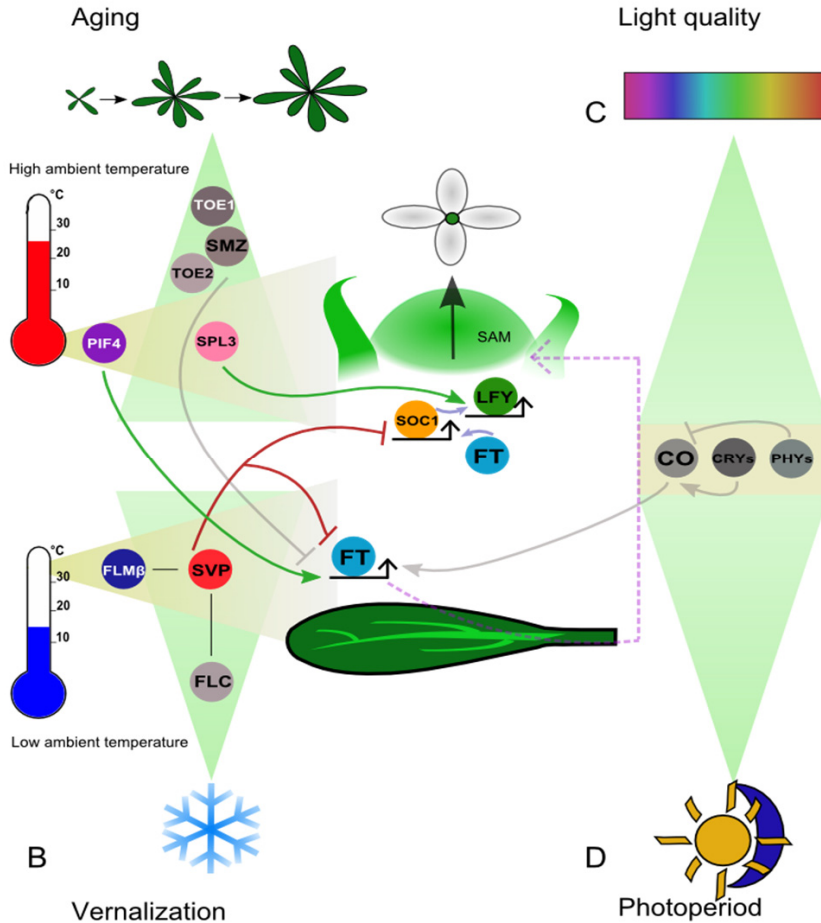 Aging
Light quality
C
High ambient temperature
°C
30
20
10
TOE1
SMZ
TOE2
PIF4
SPL3
SAM
LFY
SOC1
FT
CO
CRYs
PHYs
°C
30
20
10
FLMβ
SVP
FT
FLC
Low ambient temperature
B
D
Vernalization
Photoperiod